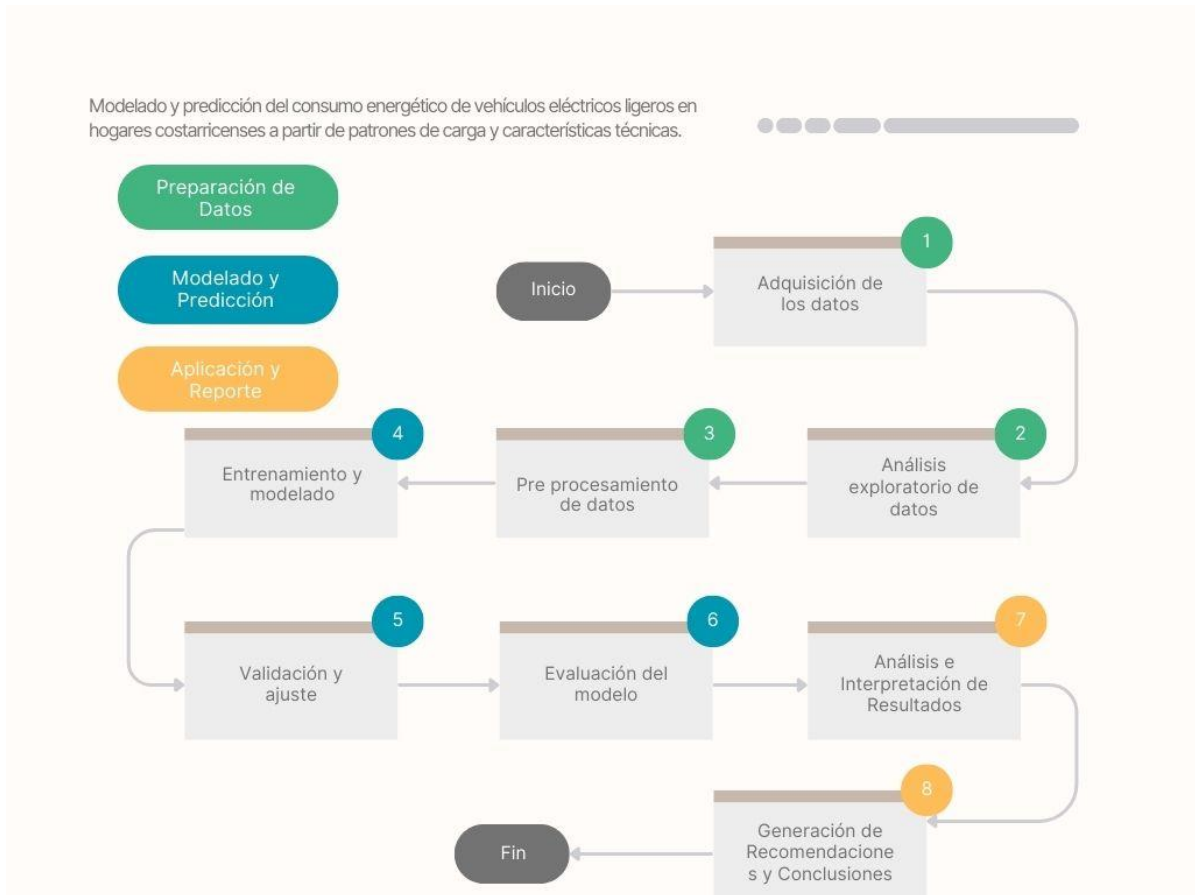 Modelado y predicción del consumo energético de vehículos eléctricos ligeros en
hogares costarricenses a partir de patrones de carga y características técnicas.
Preparación de
Datos
Modelado y
Predicción
Aplicación y
Reporte
Inicio
1
Adquisición de
los datos
2
Análisis
exploratorio de
datos
3
Pre procesamiento
de datos
4
Entrenamiento y
modelado
5
Validación y
ajuste
6
Evaluación del
modelo
7
Análisis e
Interpretación de
Resultados
8
Generación de
Recomendacione
s y Conclusiones
Fin